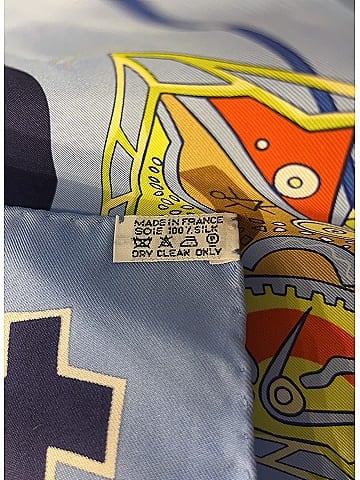 MADE IN FRANCE
SOIE 100% SILK
DRY CLEAN ONLY